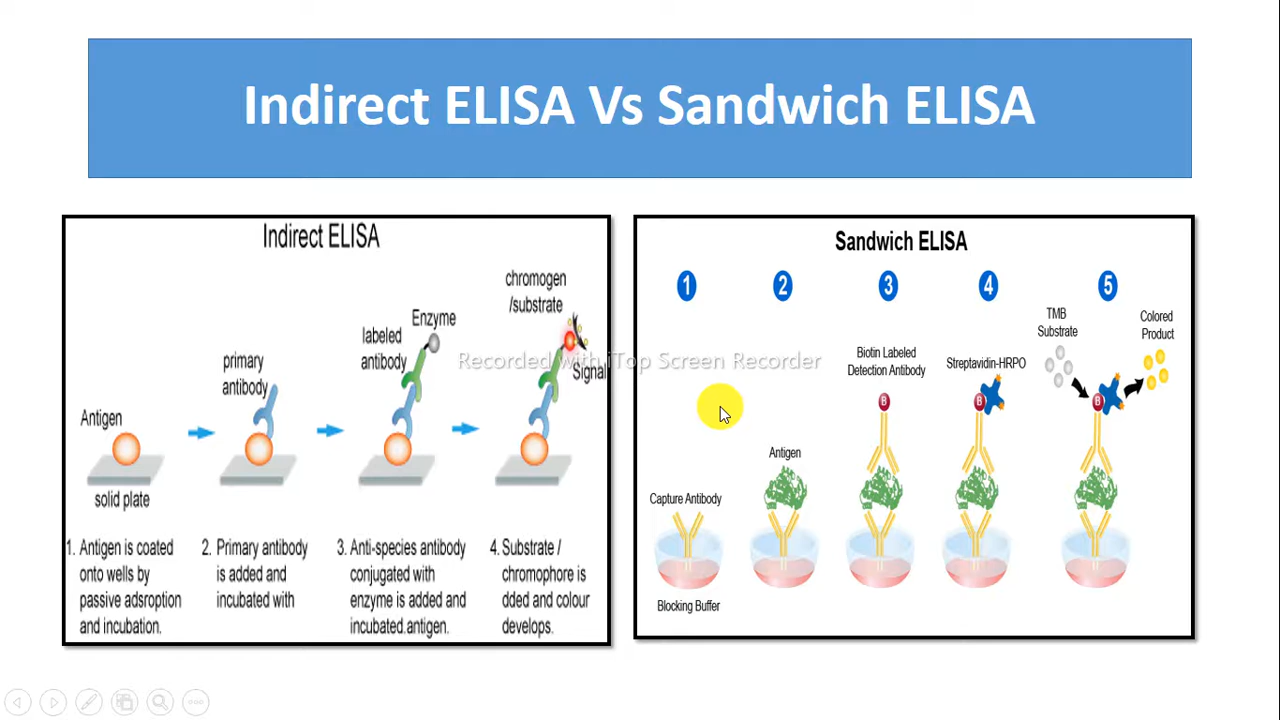 Indirect ELISA Vs Sandwich ELISA
Indirect ELISA
Antigen
solid plate
primary
antibody
labeled
antibody
Enzyme
chromogen
/substrate
Signal
1. Antigen is coated
onto wells by
passive adsroption
and incubation.
2. Primary antibody
is added and
incubated with
3. Anti-species antibody
conjugated with
enzyme is added and
incubated.antigen.
4. Substrate /
chromophore is
dded and colour
develops.
Recorded with iTop Screen Recorder
Sandwich ELISA
1
2
3
4
5
Capture Antibody
Blocking Buffer
Antigen
Biotin Labeled
Detection Antibody
B
Streptavidin-HRPO
B
TMB
Substrate
Colored
Product
B